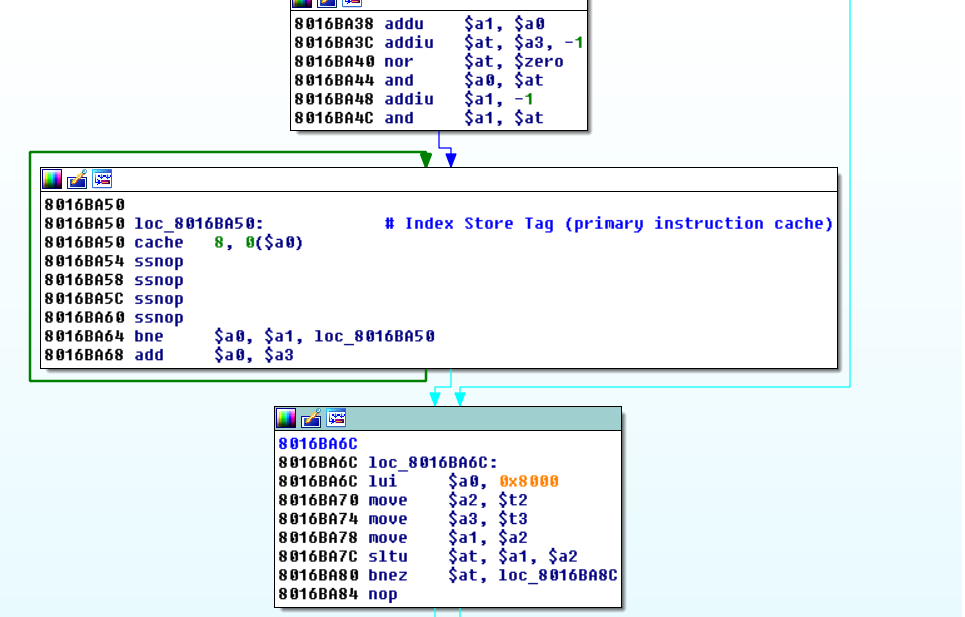 8016BA38 addu $a1, $a0
8016BA3C addiu $at, $a3, -1
8016BA40 nor $at, $zero
8016BA44 and $a0, $at
8016BA48 addiu $a1, -1
8016BA4C and $a1, $at
8016BA50
8016BA50 loc_8016BA50: # Index Store Tag (primary instruction cache)
8016BA50 cache 8, 0($a0)
8016BA54 ssnop
8016BA58 ssnop
8016BA5C ssnop
8016BA60 ssnop
8016BA64 bne $a0, $a1, loc_8016BA50
8016BA68 add $a0, $a3
8016BA6C
8016BA6C loc_8016BA6C:
8016BA6C lui $a0, 0x8000
8016BA70 move $a2, $t2
8016BA74 move $a3, $t3
8016BA78 move $a1, $a2
8016BA7C sltu $at, $a1, $a2
8016BA80 bnez $at, loc_8016BA8C
8016BA84 nop